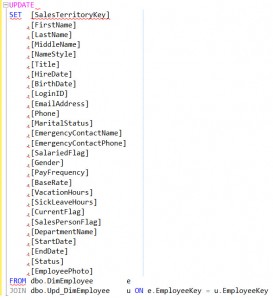 UPDATE
SET [SalesTerritoryKey]
,[FirstName]
,[LastName]
,[MiddleName]
,[NameStyle]
,[Title]
,[HireDate]
,[BirthDate]
,[LoginID]
,[EmailAddress]
,[Phone]
,[MaritalStatus]
,[EmergencyContactName]
,[EmergencyContactPhone]
,[SalariedFlag]
,[Gender]
,[PayFrequency]
,[BaseRate]
,[VacationHours]
,[SickLeaveHours]
,[CurrentFlag]
,[SalesPersonFlag]
,[DepartmentName]
,[StartDate]
,[EndDate]
,[Status]
,[EmployeePhoto]
FROM dbo.DimEmployee e
JOIN dbo.Upd_DimEmployee u ON e.EmployeeKey = u.EmployeeKey